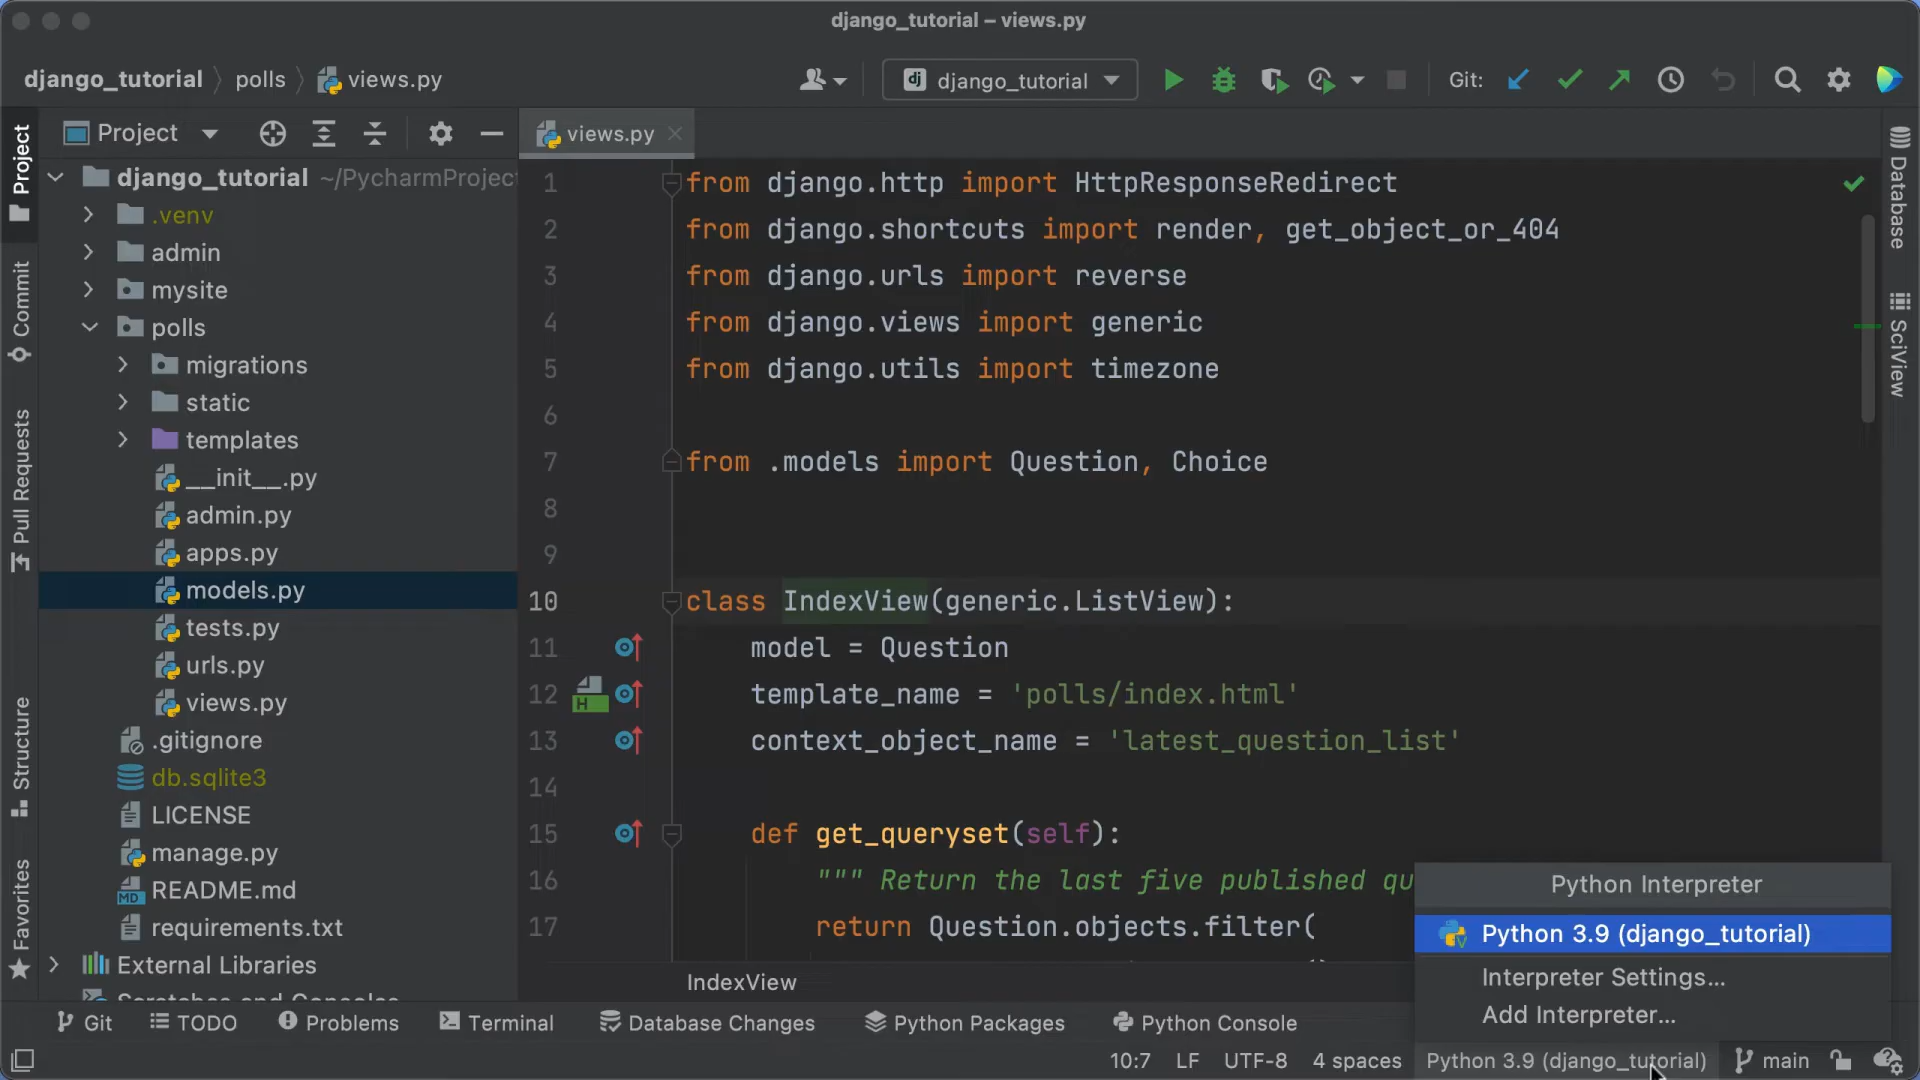 django_tutorial – views.py
django_tutorial
polls
views.py
dj django_tutorial
Git:
Project
Commit
Pull Requests
Structure
Favorites
Project
django_tutorial ~/PycharmProject
.venv
admin
mysite
polls
migrations
static
templates
__init__.py
admin.py
apps.py
models.py
tests.py
urls.py
views.py
.gitignore
db.sqlite3
LICENSE
manage.py
MD README.md
requirements.txt
External Libraries
Scratches and Consoles
views.py
1 from django.http import HttpResponseRedirect
2 from django.shortcuts import render, get_object_or_404
3 from django.urls import reverse
4 from django.views import generic
5 from django.utils import timezone
6
7 from .models import Question, Choice
8
9
10 class IndexView(generic.ListView):
11 model = Question
12 H template_name = 'polls/index.html'
13 context_object_name = 'latest_question_list'
14
15 def get_queryset(self):
16 """ Return the last five published qu
17 return Question.objects.filter(
IndexView
Database
SciView
Python Interpreter
Python 3.9 (django_tutorial)
Interpreter Settings...
Add Interpreter...
Git
TODO
Problems
Terminal
Database Changes
Python Packages
Python Console
10:7 LF UTF-8 4 spaces Python 3.9 (django_tutorial) main